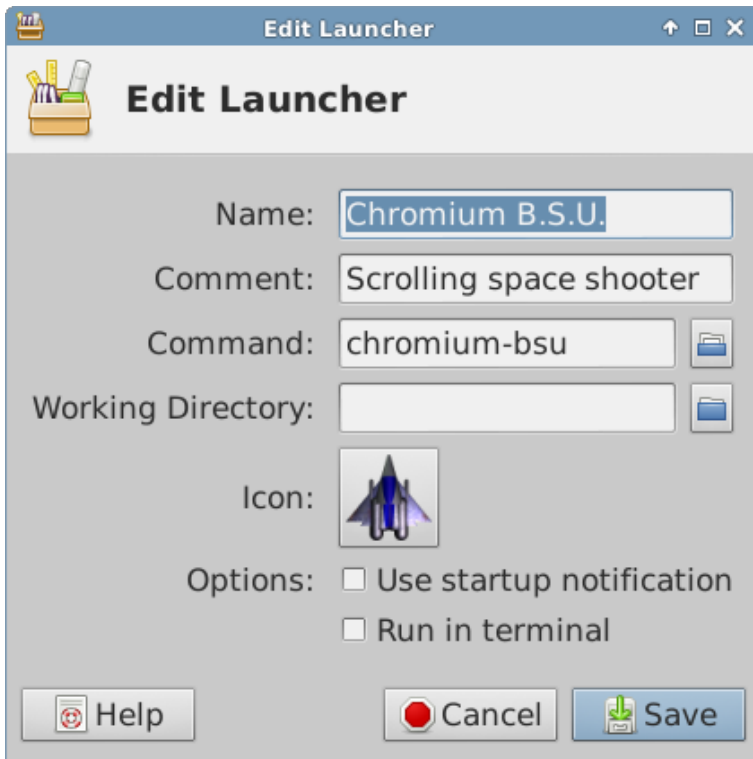 Edit Launcher
Edit Launcher
Name: Chromium B.S.U.
Comment: Scrolling space shooter
Command: chromium-bsu
Working Directory:
Icon:
Options: Use startup notification
Run in terminal
Help Cancel Save